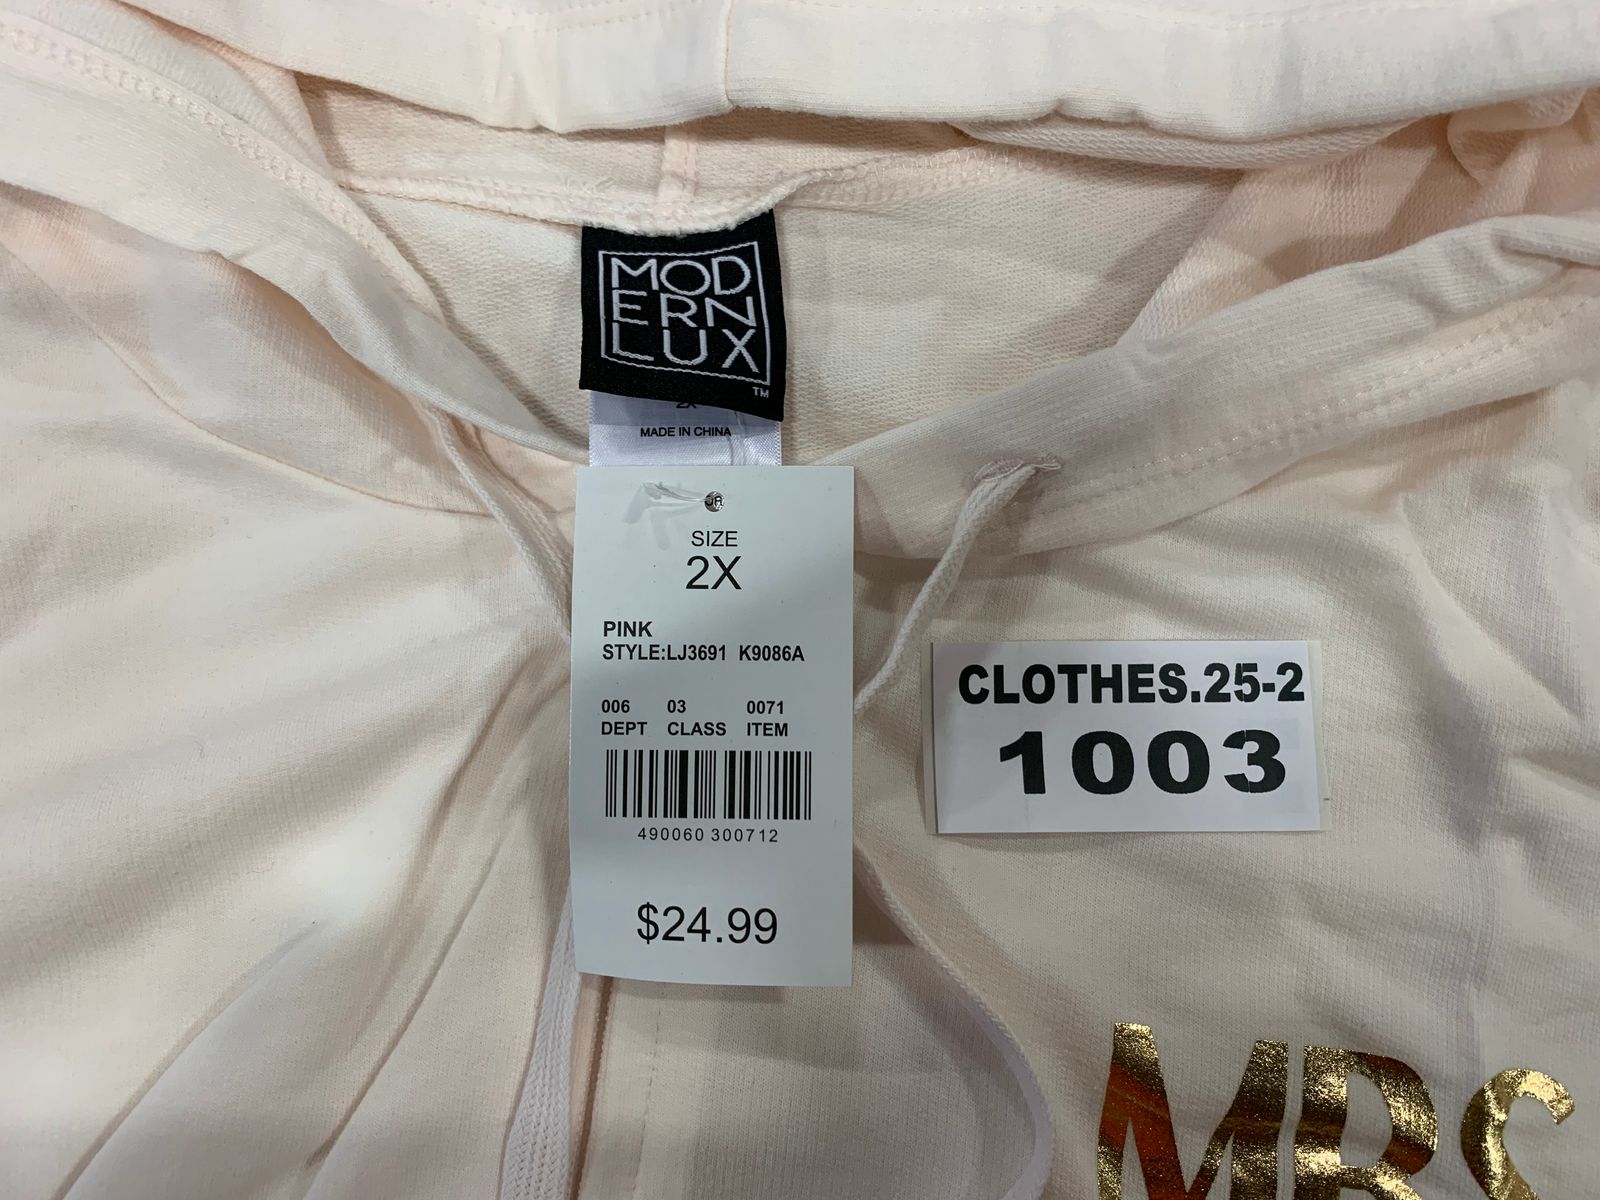 MOD
ERN
LUX
TM
2X
MADE IN CHINA
SIZE
2X
PINK
STYLE:LJ3691 K9086A
006 03 0071
DEPT CLASS ITEM
490060 300712
$24.99
CLOTHES.25-2
1003
MRS